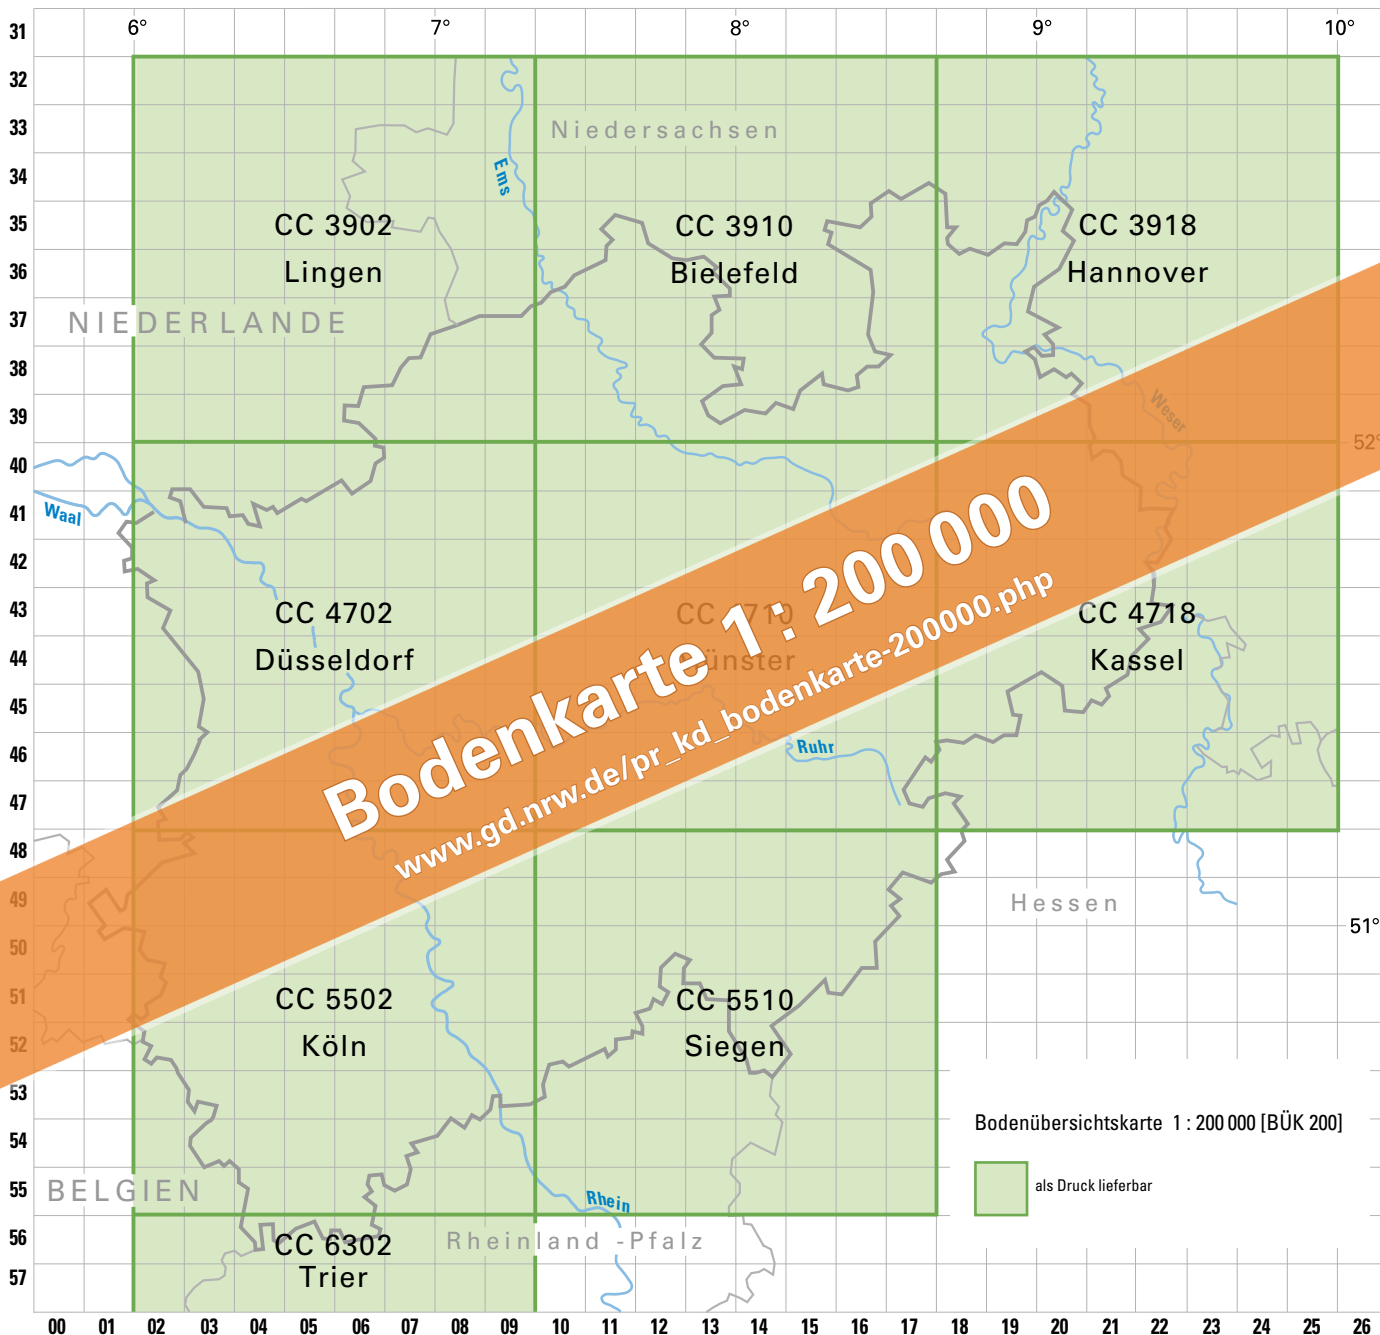 6° 7° 8° 9° 10°
31
32
33
34
35
36
37
38
39
40
41
42
43
44
45
46
47
48
49
50
51
52
53
54
55
56
57
Niedersachsen
Ems
CC 3902
Lingen
CC 3910
Bielefeld
CC 3918
Hannover
NIEDERLANDE
Weser
52°
Waal
CC 4702
Düsseldorf
CC 4710
Münster
CC 4718
Kassel
Bodenkarte 1 : 200 000
www.gd.nrw.de/pr_kd_bodenkarte-200000.php
Ruhr
Hessen
51°
CC 5502
Köln
CC 5510
Siegen
Bodenübersichtskarte 1 : 200 000 [BÜK 200]
als Druck lieferbar
BELGIEN
Rhein
Rheinland -Pfalz
CC 6302
Trier
00 01 02 03 04 05 06 07 08 09 10 11 12 13 14 15 16 17 18 19 20 21 22 23 24 25 26